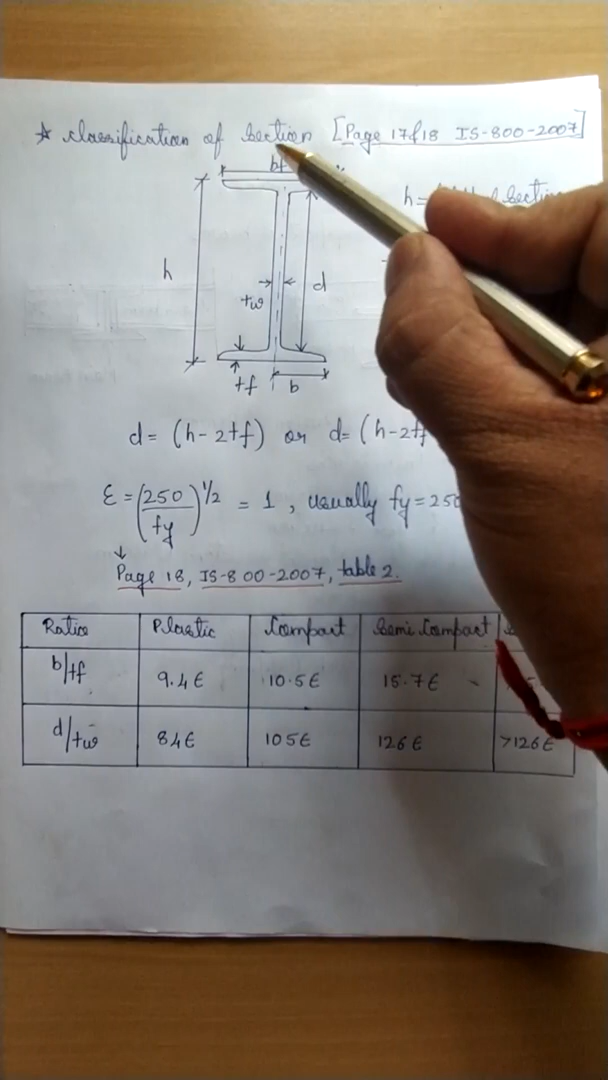 ★ Classification of Section [Page 17 & 18 IS-800-2007]
bf
h =
h
d
tw
tf
b
d = (h - 2tf) or d = (h - 2tf
ε = (250/fy)^1/2 = 1, usually fy = 250
↓
Page 18, IS-800-2007, table 2.
Ratio Plastic Compact Semi Compact
b/tf 9.4ε 10.5ε 15.7ε
d/tw 84ε 105ε 126ε >126ε